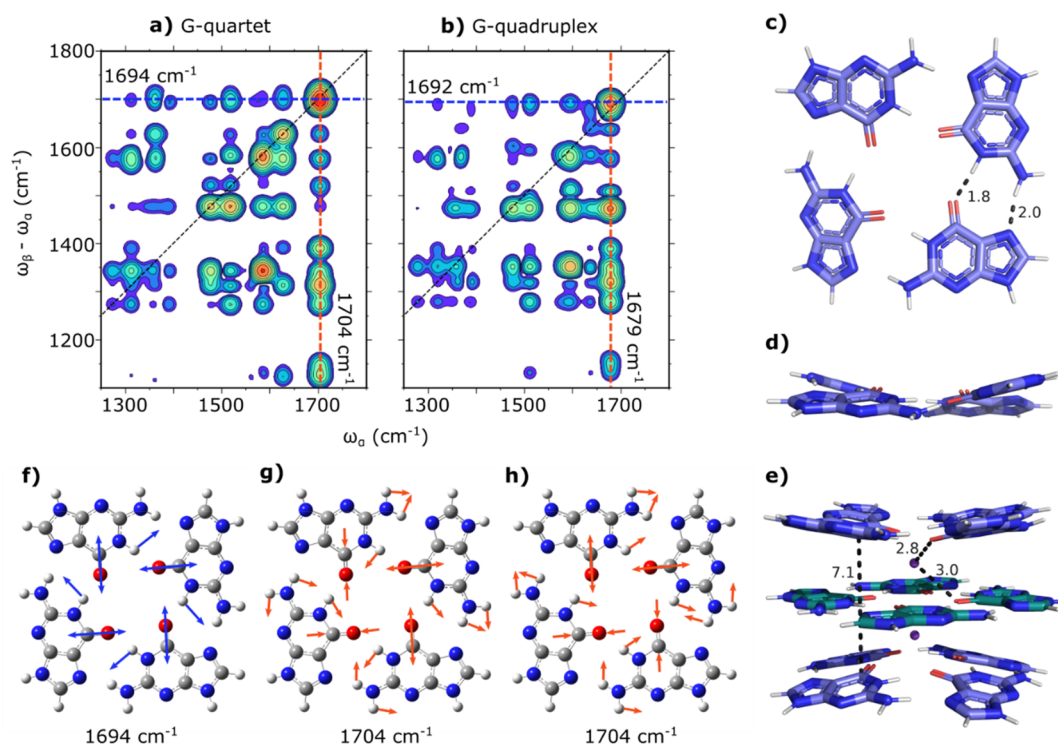 a) G-quartet
b) G-quadruplex
c)
1800
1694 cm-1
1692 cm-1
1600
ωβ - ωα (cm-1)
1400
1200
1704 cm-1
1679 cm-1
1300
1500
1700
1300
1500
1700
ωα (cm-1)
1.8
2.0
d)
e)
2.8
3.0
7.1
f)
g)
h)
1694 cm-1
1704 cm-1
1704 cm-1